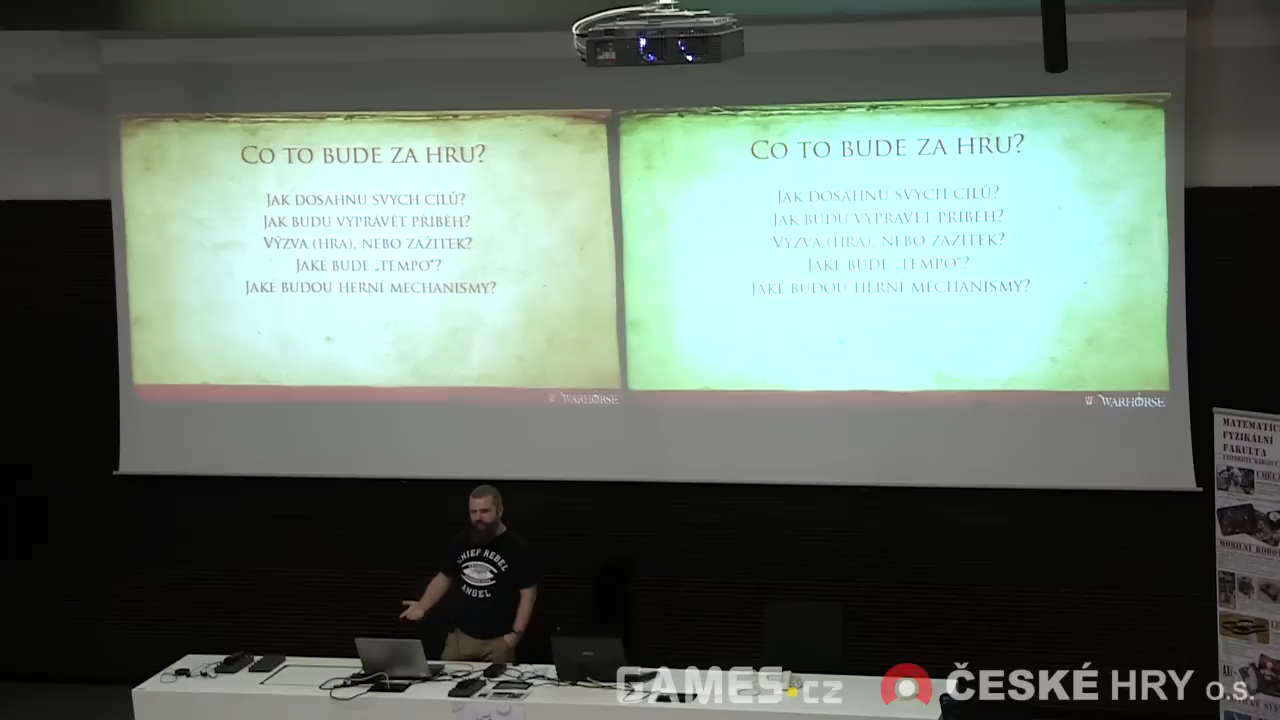 Co to bude za hru?
Jak dosáhnu svých cílů?
Jak budu vyprávět příběh?
Výzva (hra), nebo zážitek?
Jaké bude „tempo“?
Jaké budou herní mechanismy?
WARHORSE
Co to bude za hru?
Jak dosáhnu svých cílů?
Jak budu vyprávět příběh?
Výzva (hra), nebo zážitek?
Jaké bude „tempo“?
Jaké budou herní mechanismy?
WARHORSE
MATEMATIC
FYZIKÁLNÍ
FAKULTA
CHIEF REBEL
ANGEL
GAMES.cz
ČESKÉ HRY o.s.